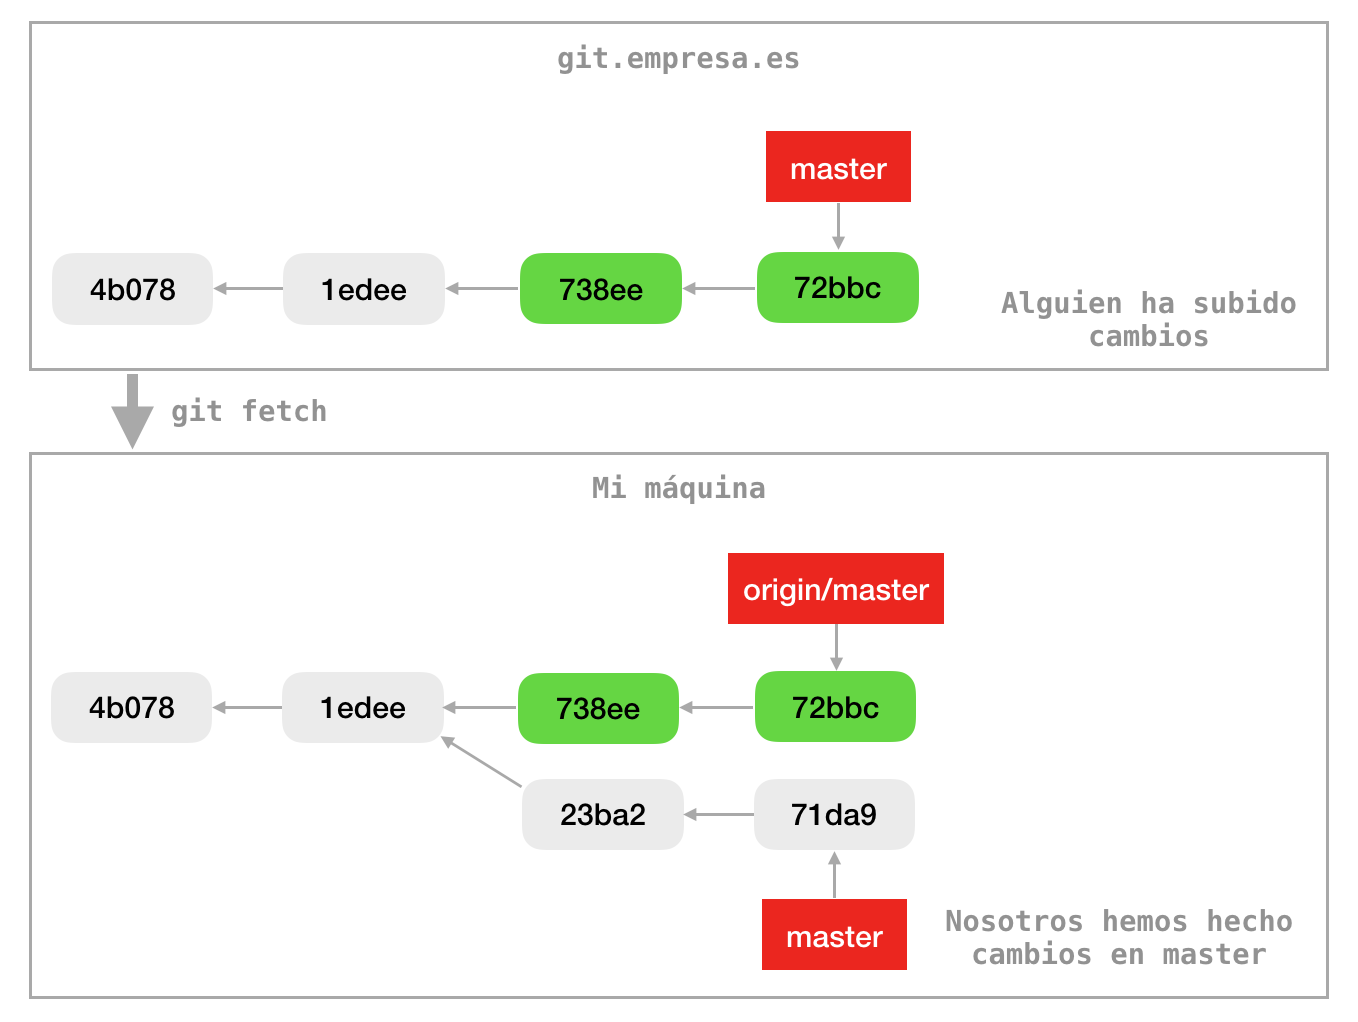 git.empresa.es
master
4b078
1edee
738ee
72bbc
Alguien ha subido
cambios
git fetch
Mi máquina
origin/master
4b078
1edee
738ee
72bbc
23ba2
71da9
master
Nosotros hemos hecho
cambios en master